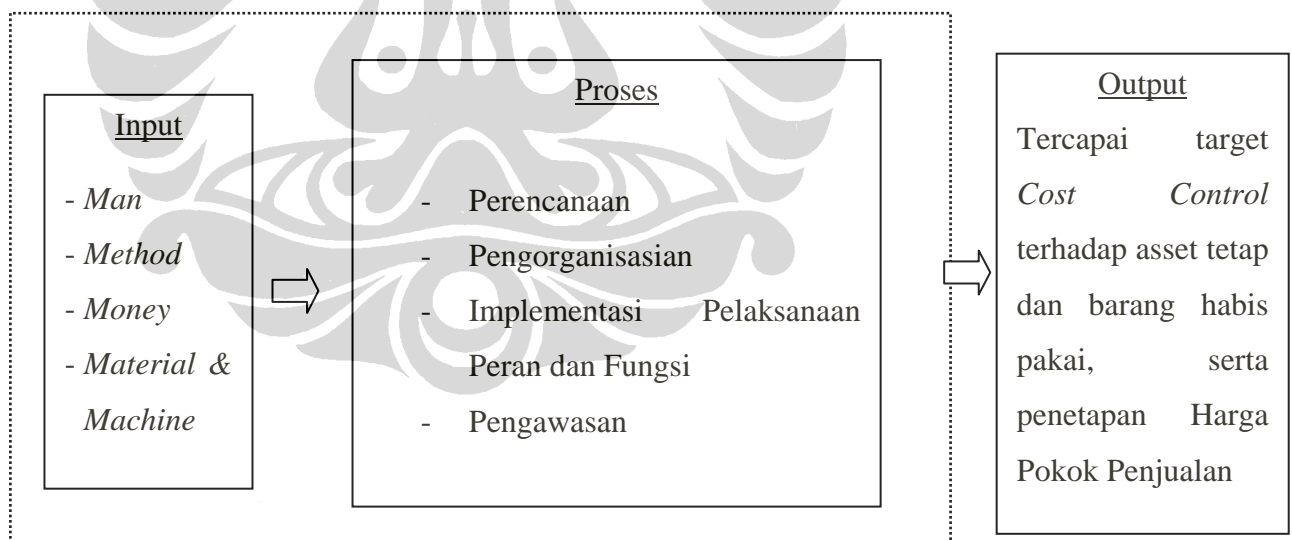 Input
- Man
- Method
- Money
- Material &
Machine
Proses
- Perencanaan
- Pengorganisasian
- Implementasi Pelaksanaan
Peran dan Fungsi
- Pengawasan
Output
Tercapai target
Cost Control
terhadap asset tetap
dan barang habis
pakai, serta
penetapan Harga
Pokok Penjualan